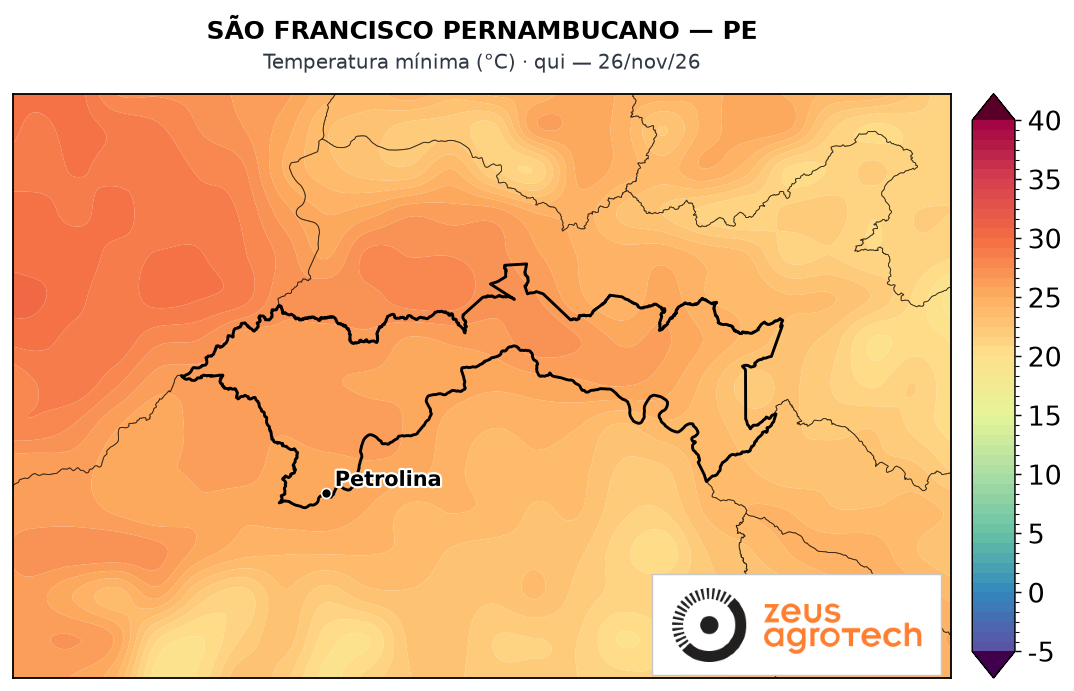 SÃO FRANCISCO PERNAMBUCANO — PE
Temperatura mínima (°C) · qui — 26/nov/26
40
35
30
25
20
15
10
5
0
-5
Petrolina
zeus
agrotech